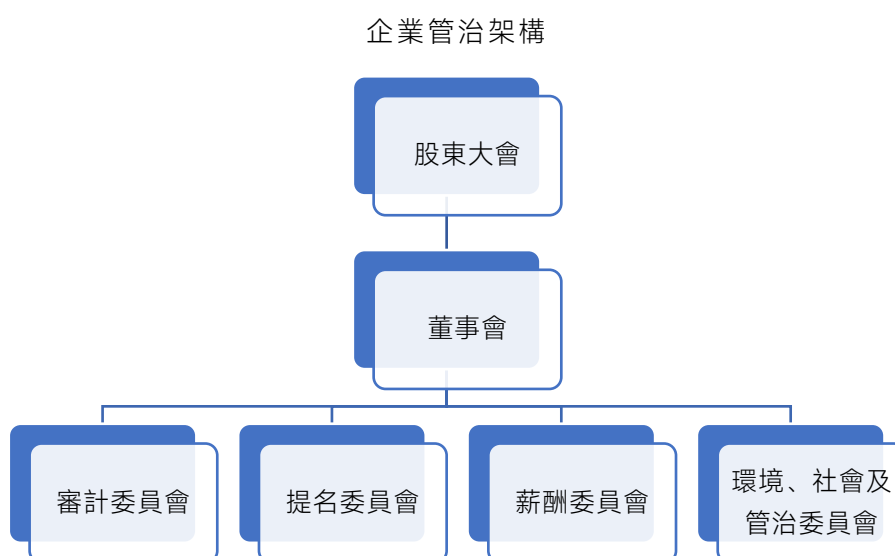 企業管治架構
股東大會
董事會
審計委員會
提名委員會
薪酬委員會
環境、社會及
管治委員會